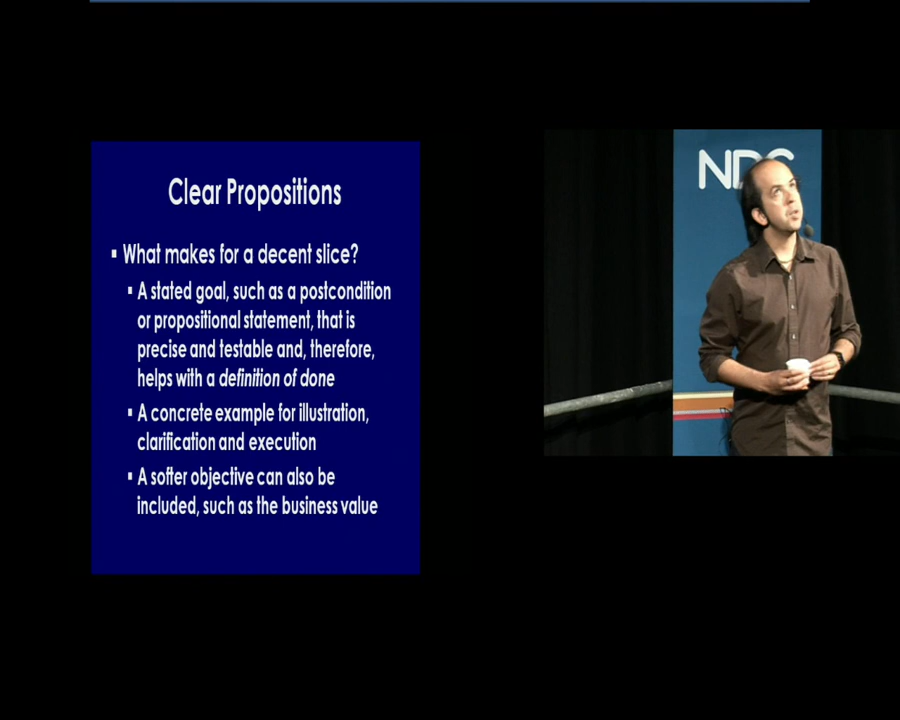 Clear Propositions
▪ What makes for a decent slice?
▪ A stated goal, such as a postcondition
or propositional statement, that is
precise and testable and, therefore,
helps with a definition of done
▪ A concrete example for illustration,
clarification and execution
▪ A softer objective can also be
included, such as the business value
NDC